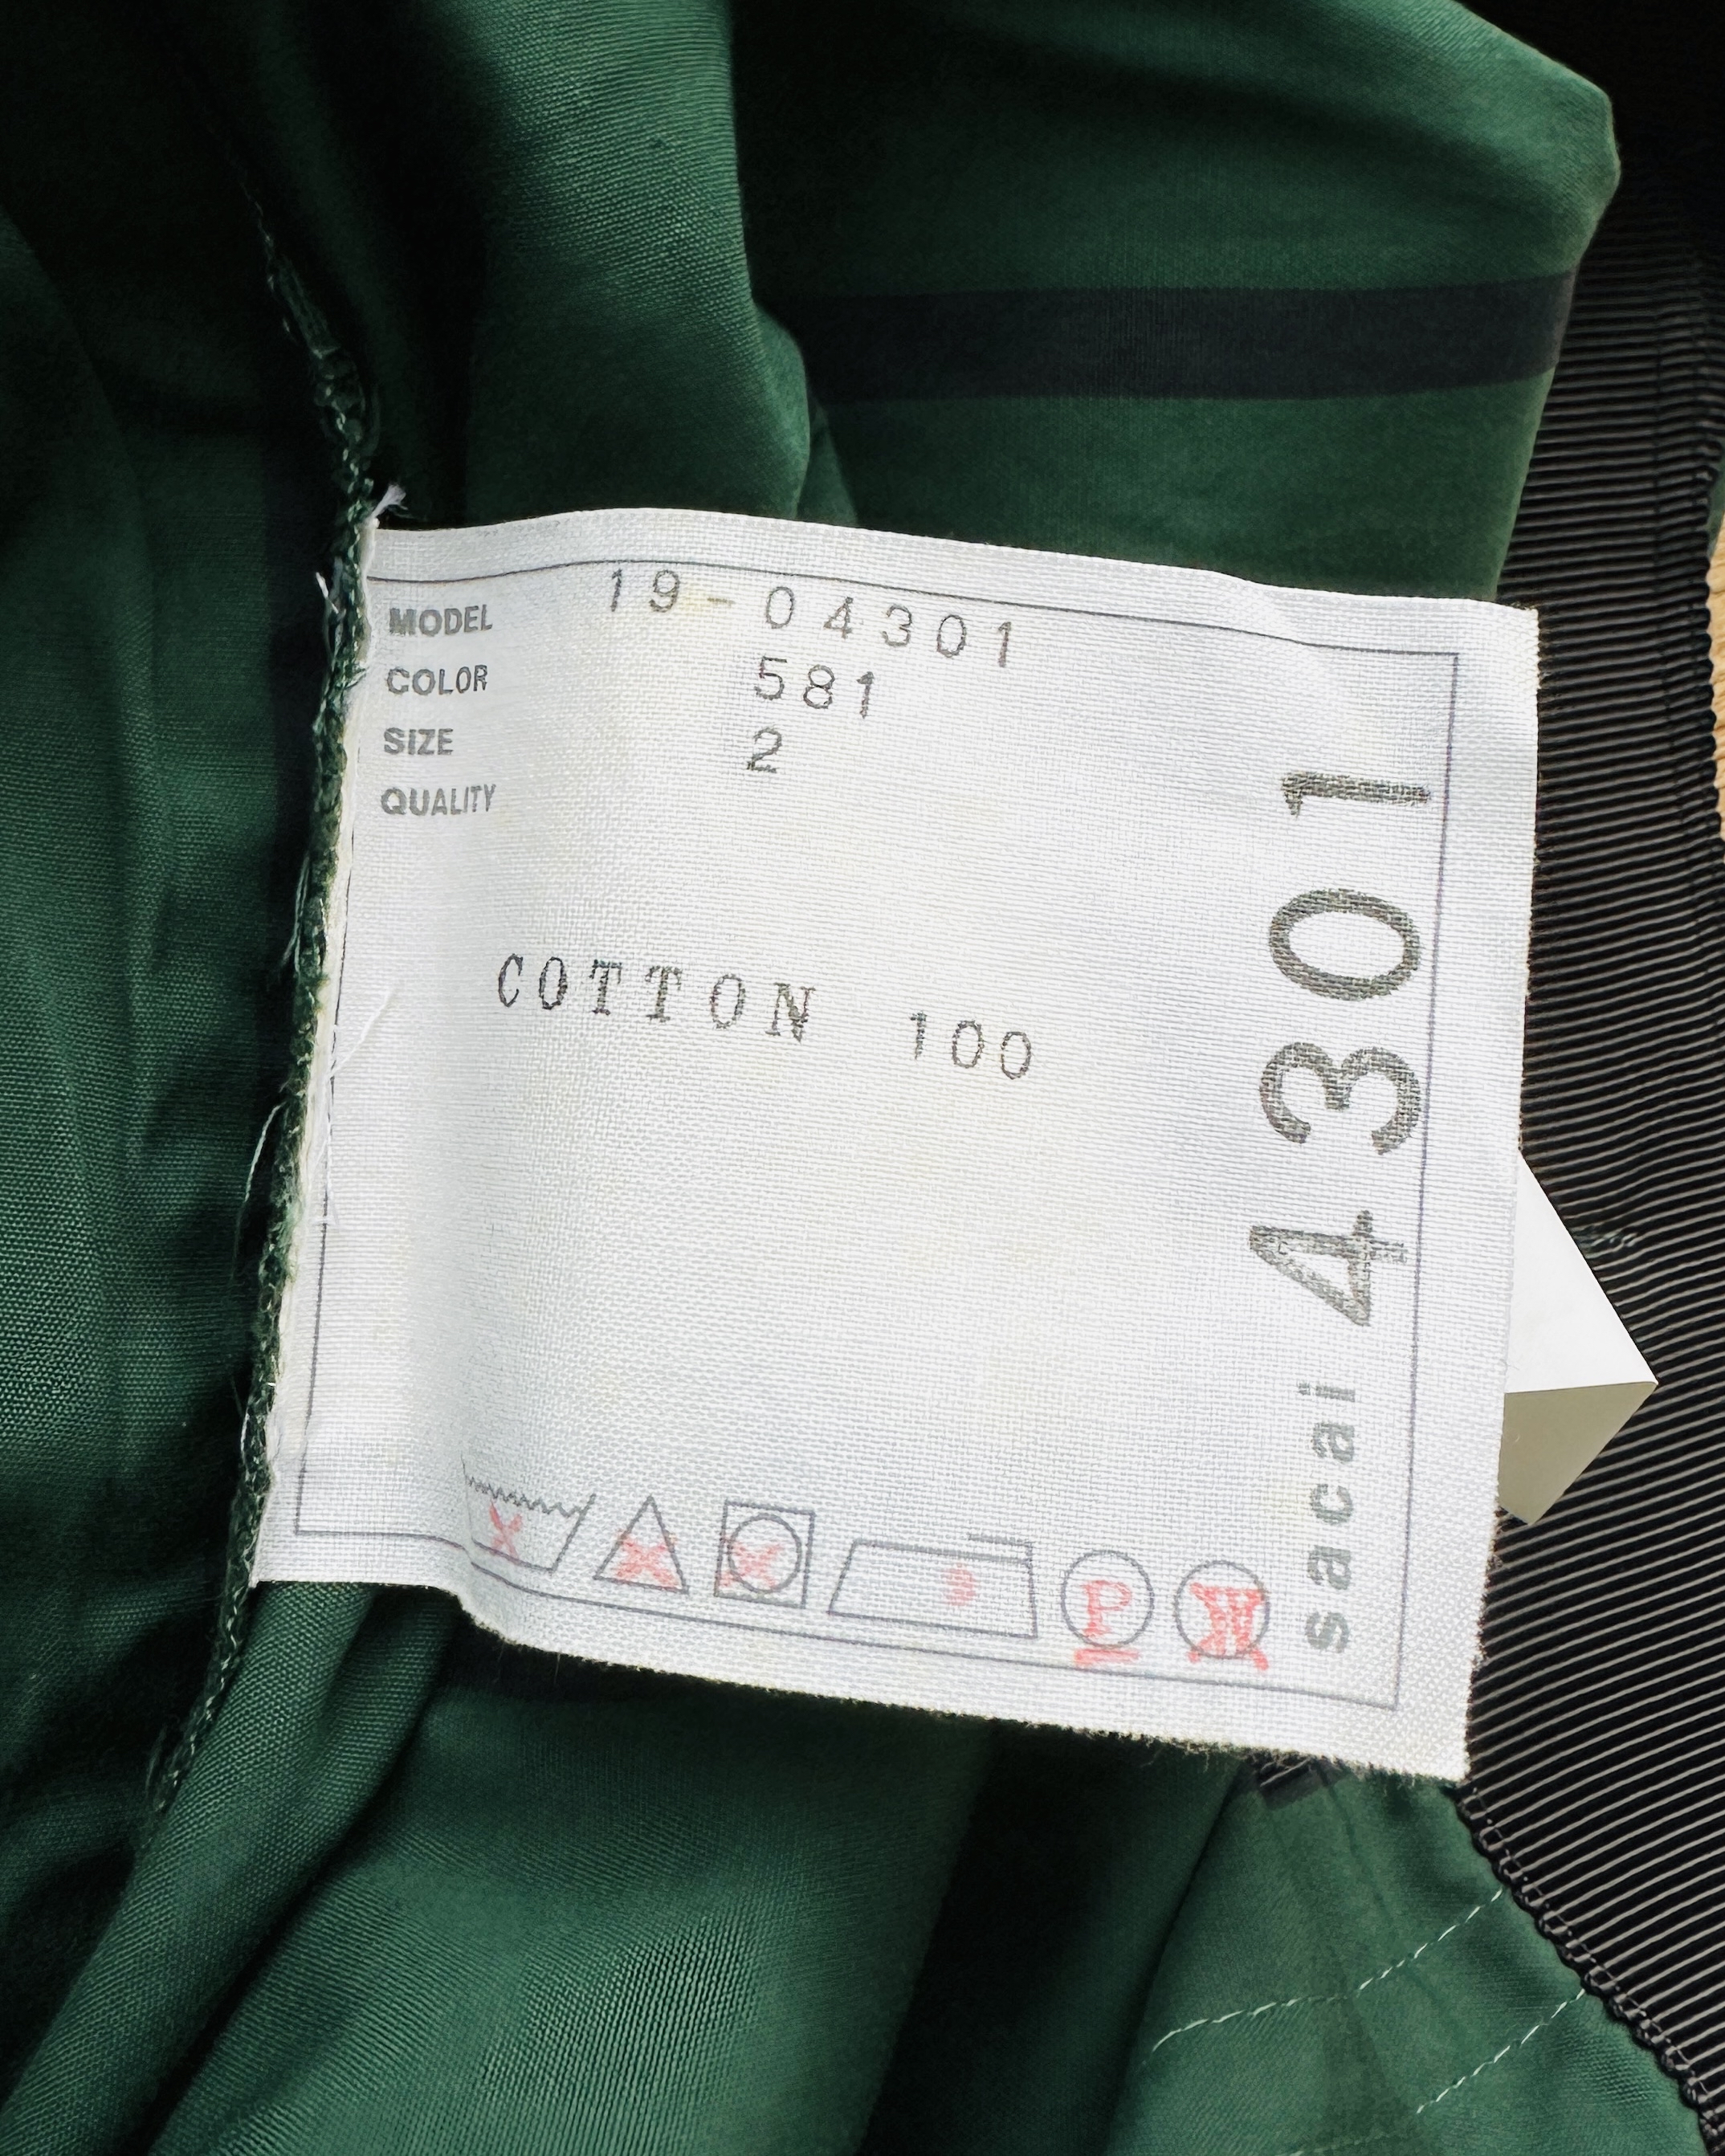 MODEL 19-04301
COLOR 581
SIZE 2
QUALITY
COTTON 100
sacai 4301
P
W